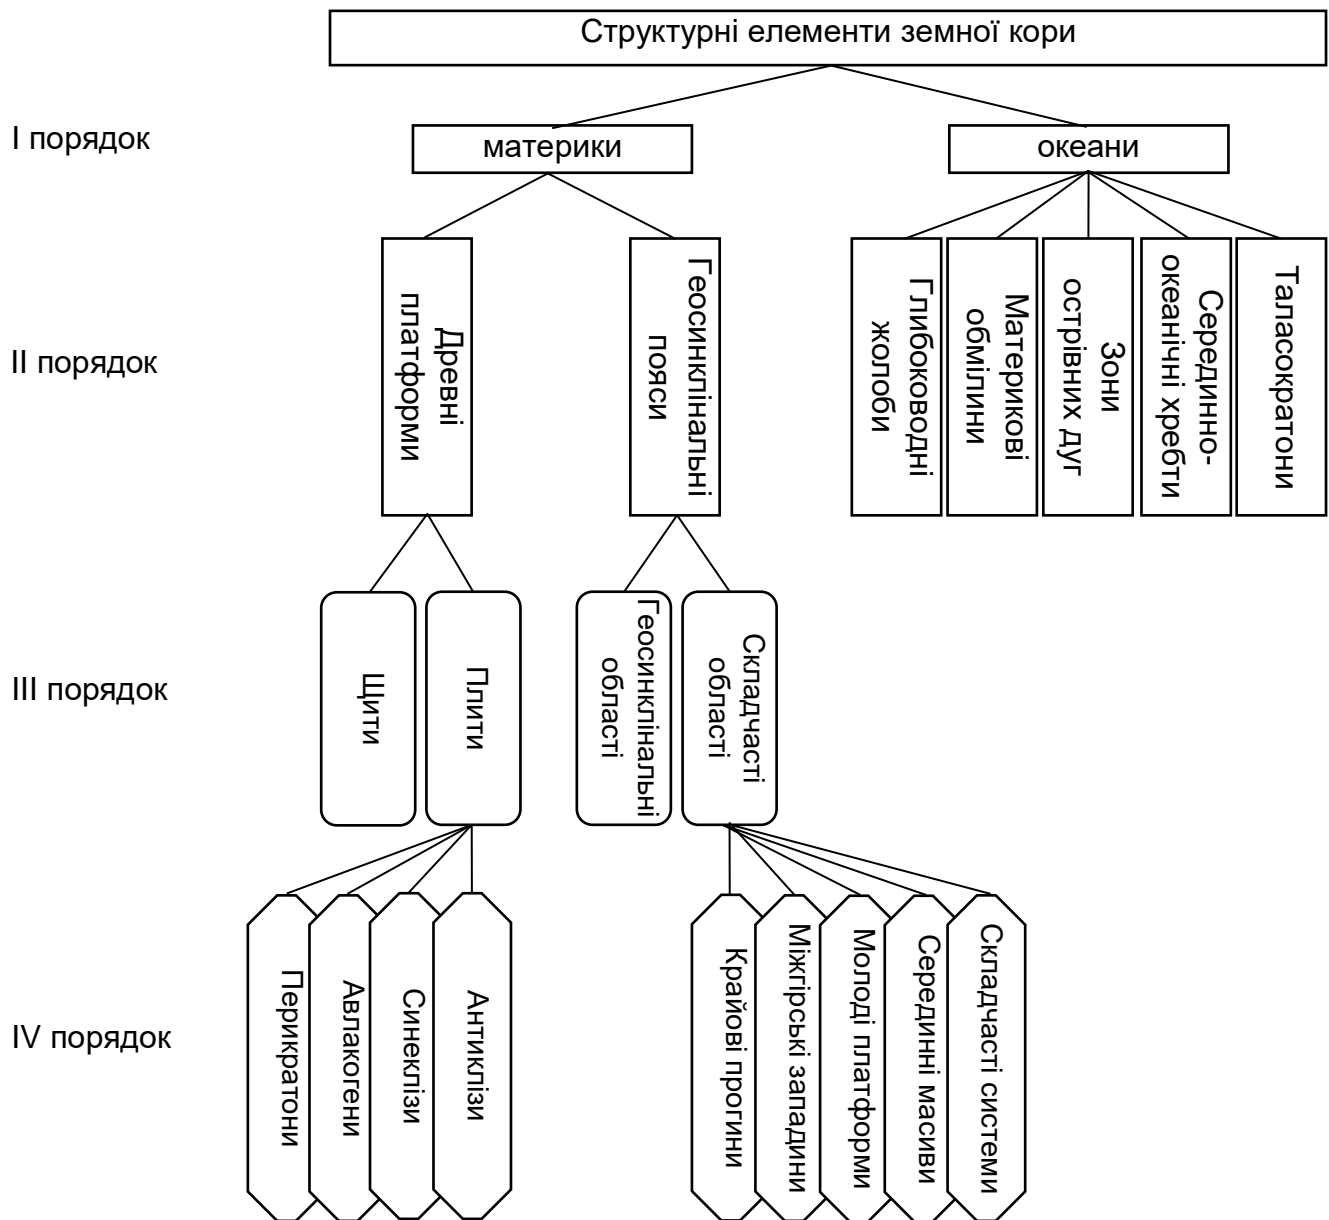 Структурні елементи земної кори
І порядок
материки
океани
ІІ порядок
Древні
платформи
Геосинклінальні
пояси
Глибоководні
жолоби
Материкові
обмілини
Зони
острівних дуг
Серединно-
океанічні хребти
Таласократони
ІІІ порядок
Щити
Плити
Геосинклінальні
області
Складчасті
області
IV порядок
Перикратони
Авлакогени
Синеклізи
Антиклізи
Крайові прогини
Міжгірські западини
Молоді платформи
Серединні масиви
Складчасті системи